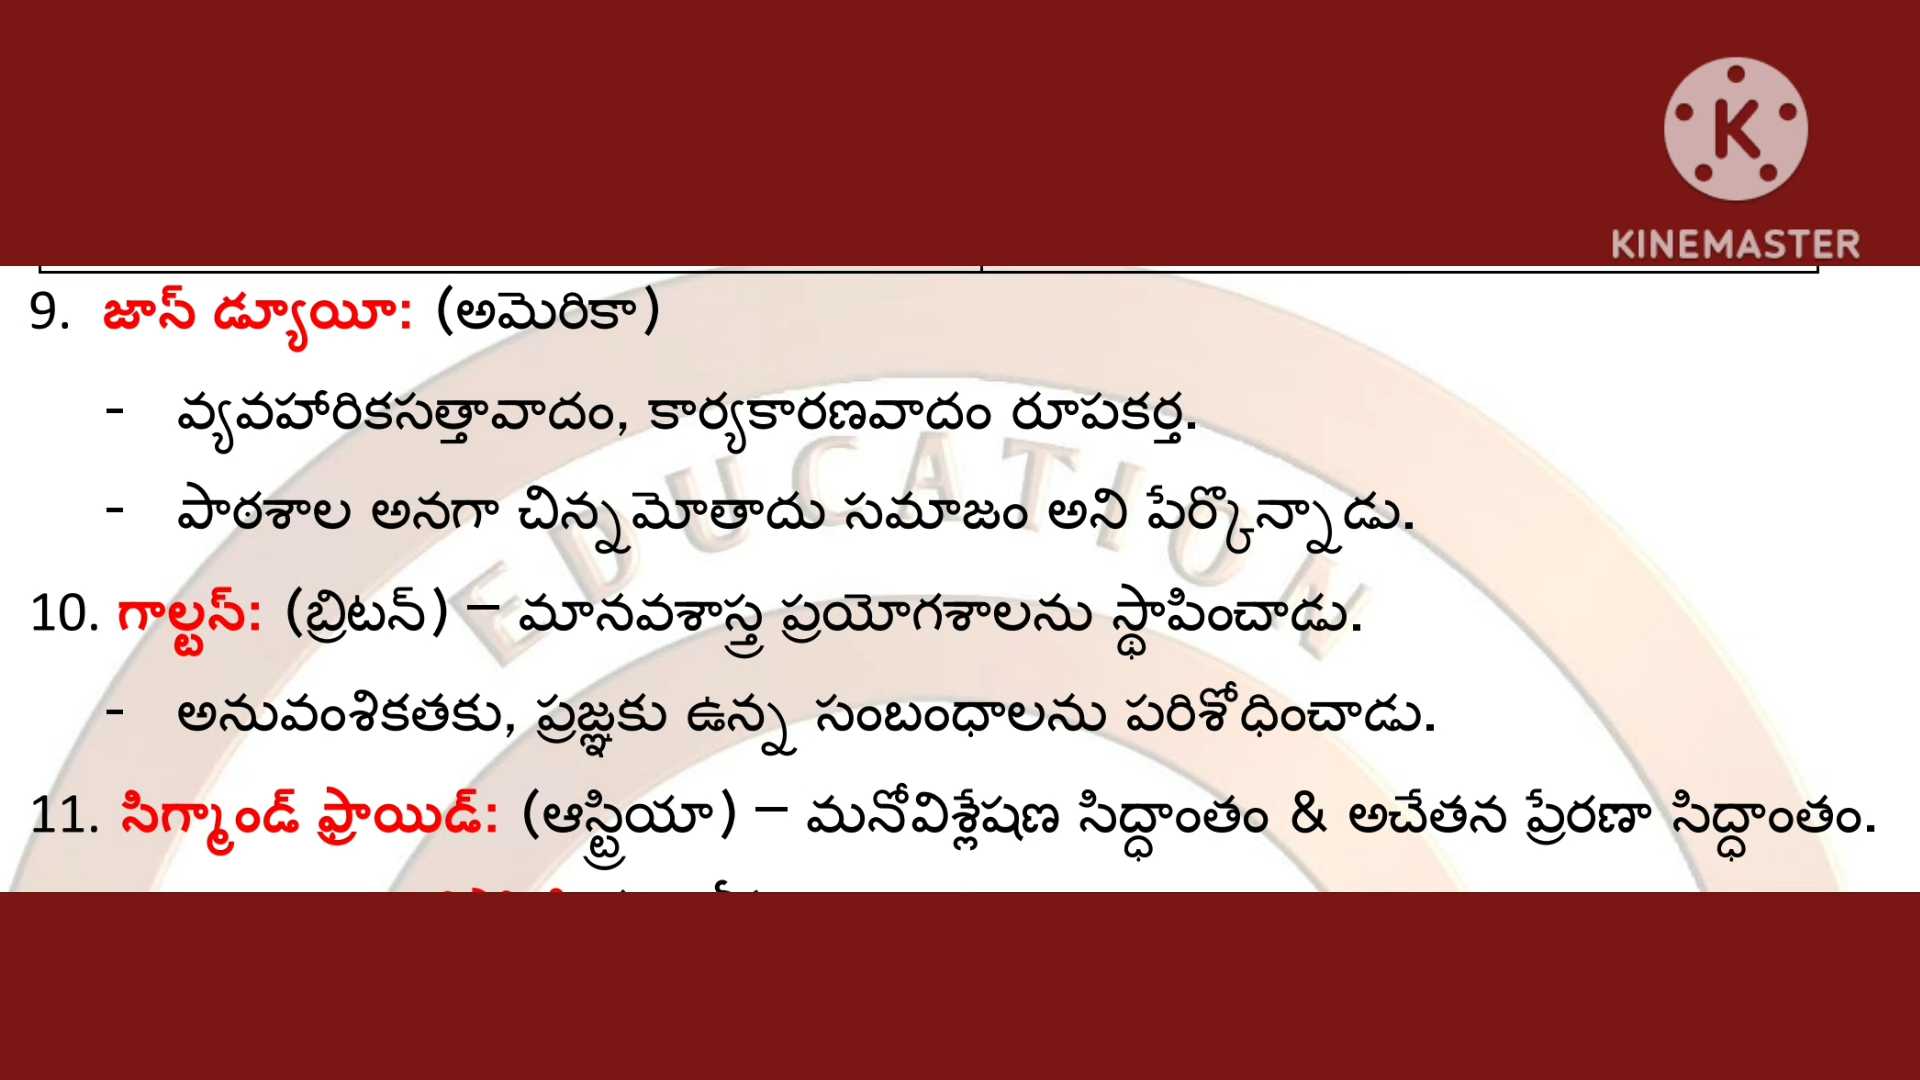 KINEMASTER
9. జాన్ డ్యూయీ: (అమెరికా)
- వ్యవహారికసత్తావాదం, కార్యకారణవాదం రూపకర్త.
- పాఠశాల అనగా చిన్నమోతాదు సమాజం అని పేర్కొన్నాడు.
EDUCATION
10. గాల్టన్: (బ్రిటన్) – మానవశాస్త్ర ప్రయోగశాలను స్థాపించాడు.
- అనువంశికతకు, ప్రజ్ఞకు ఉన్న సంబంధాలను పరిశోధించాడు.
11. సిగ్మాండ్ ఫ్రాయిడ్: (ఆస్ట్రియా) – మనోవిశ్లేషణ సిద్ధాంతం & అచేతన ప్రేరణా సిద్ధాంతం.